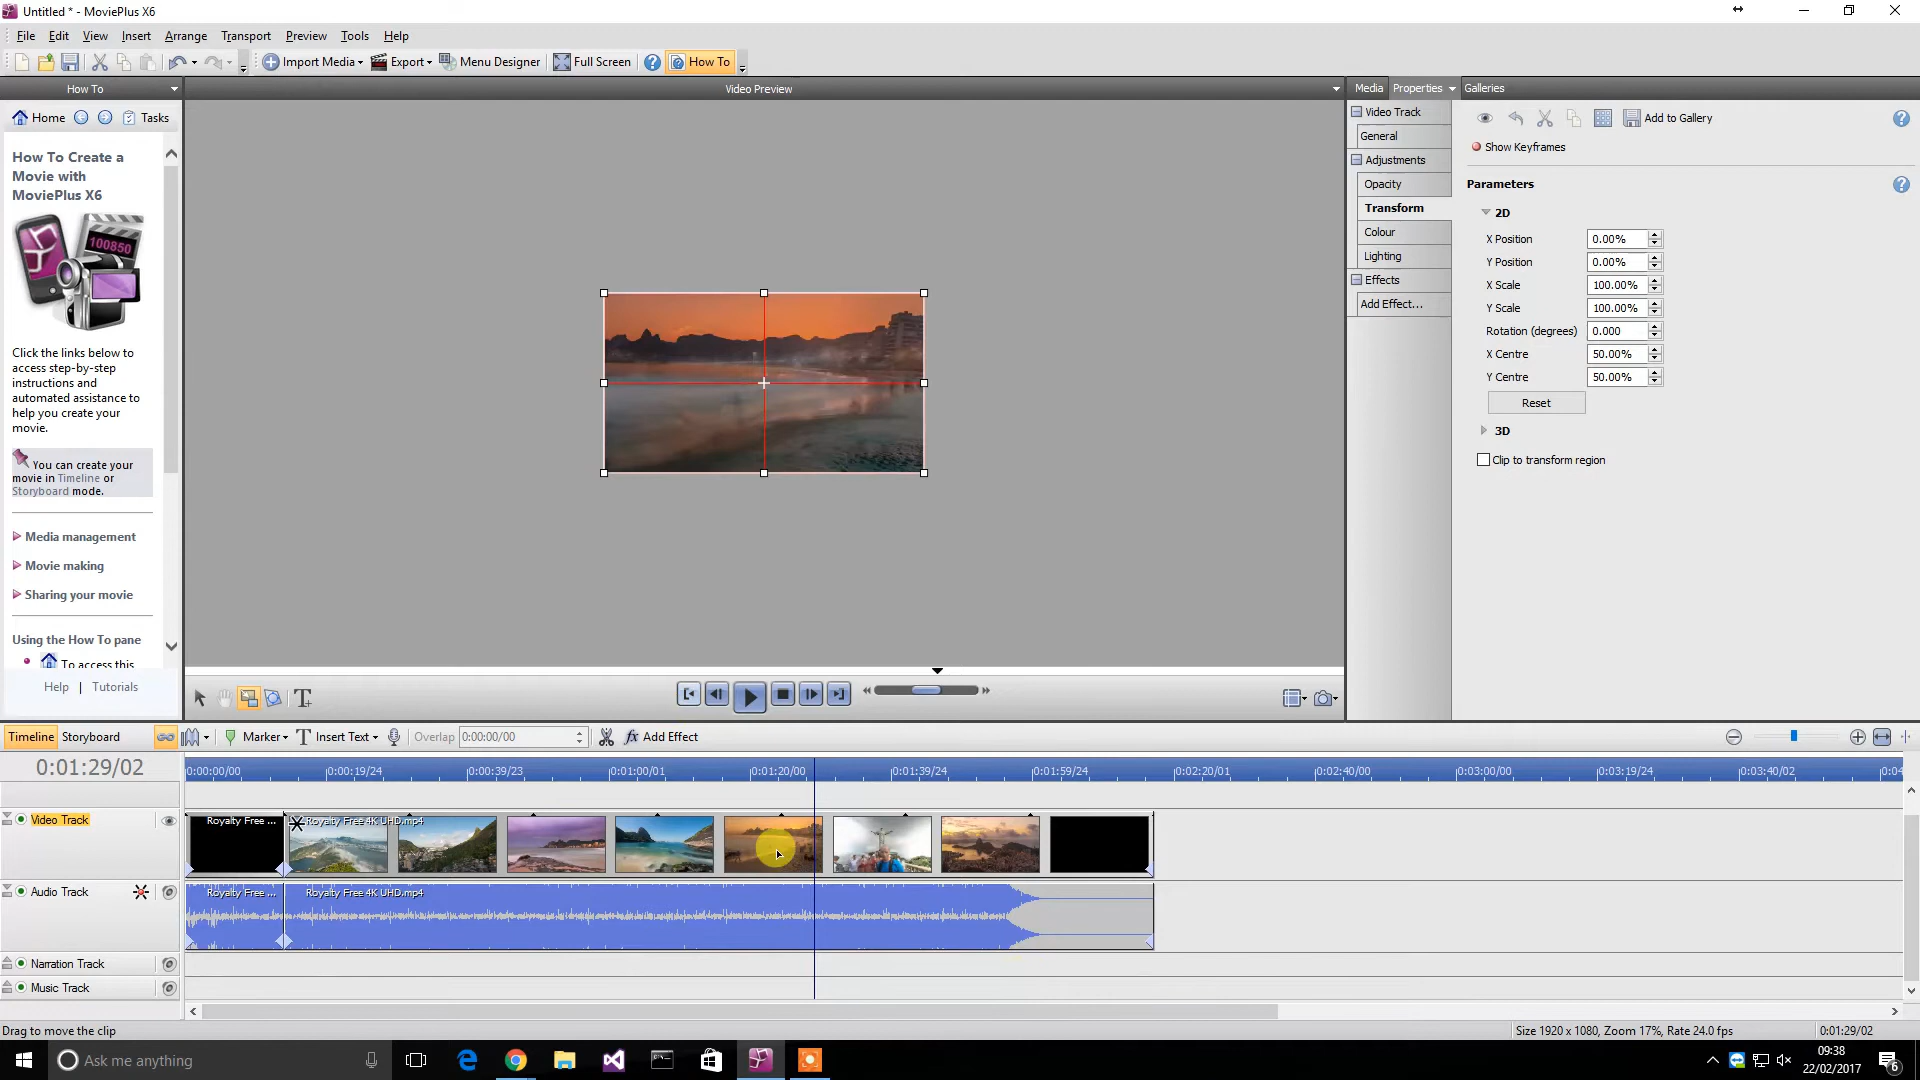 Untitled * - MoviePlus X6
File Edit View Insert Arrange Transport Preview Tools Help
Import Media Export Menu Designer Full Screen How To
How To
Video Preview
Media Properties Galleries
Home Tasks
How To Create a
Movie with
MoviePlus X6
100850
Click the links below to
access step-by-step
instructions and
automated assistance to
help you create your
movie.
You can create your
movie in Timeline or
Storyboard mode.
Media management
Movie making
Sharing your movie
Using the How To pane
To access this
Help | Tutorials
Video Track
General
Adjustments
Opacity
Transform
Colour
Lighting
Effects
Add Effect...
Add to Gallery
Show Keyframes
Parameters
2D
X Position 0.00%
Y Position 0.00%
X Scale 100.00%
Y Scale 100.00%
Rotation (degrees) 0.000
X Centre 50.00%
Y Centre 50.00%
Reset
3D
Clip to transform region
Timeline Storyboard Marker Insert Text Overlap 0:00:00/00 fx Add Effect
0:01:29/02
0:00:00/00 0:00:19/24 0:00:39/23 0:01:00/01 0:01:20/00 0:01:39/24 0:01:59/24 0:02:20/01 0:02:40/00 0:03:00/00 0:03:19/24 0:03:40/02 0:04
Video Track
Royalty Free ... Royalty Free 4K UHD.mp4
Audio Track
Royalty Free ... Royalty Free 4K UHD.mp4
Narration Track
Music Track
Drag to move the clip
Size 1920 x 1080, Zoom 17%, Rate 24.0 fps 0:01:29/02
Ask me anything
09:38
22/02/2017
6